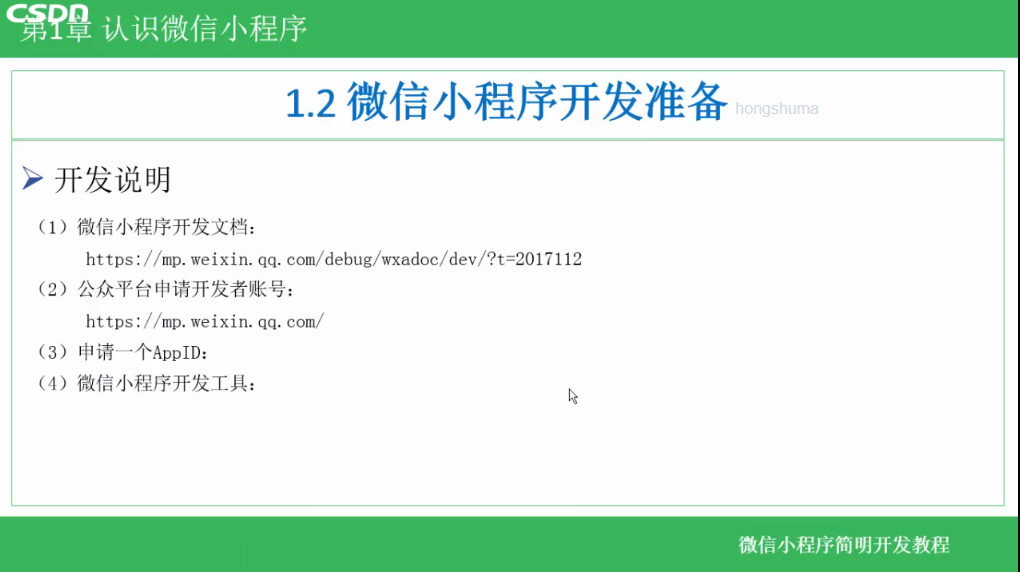 CSDN
第1章 认识微信小程序
1.2 微信小程序开发准备 hongshuma
开发说明
（1）微信小程序开发文档：
https://mp.weixin.qq.com/debug/wxadoc/dev/?t=2017112
（2）公众平台申请开发者账号：
https://mp.weixin.qq.com/
（3）申请一个AppID：
（4）微信小程序开发工具：
微信小程序简明开发教程